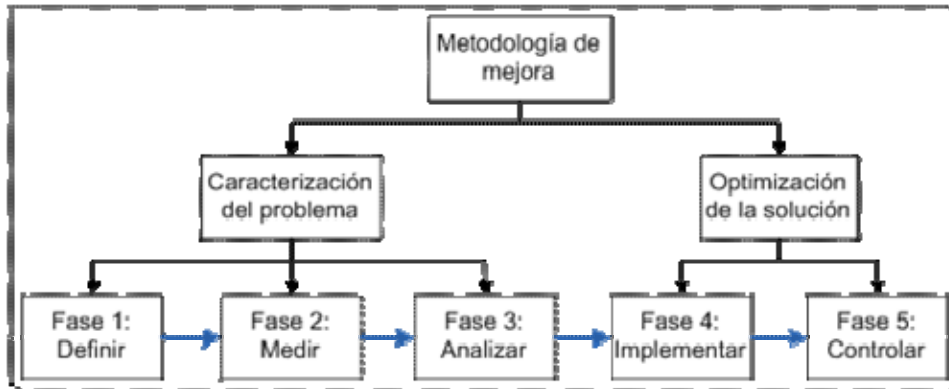 Metodología de
mejora
Caracterización
del problema
Optimización
de la solución
Fase 1:
Definir
Fase 2:
Medir
Fase 3:
Analizar
Fase 4:
Implementar
Fase 5:
Controlar